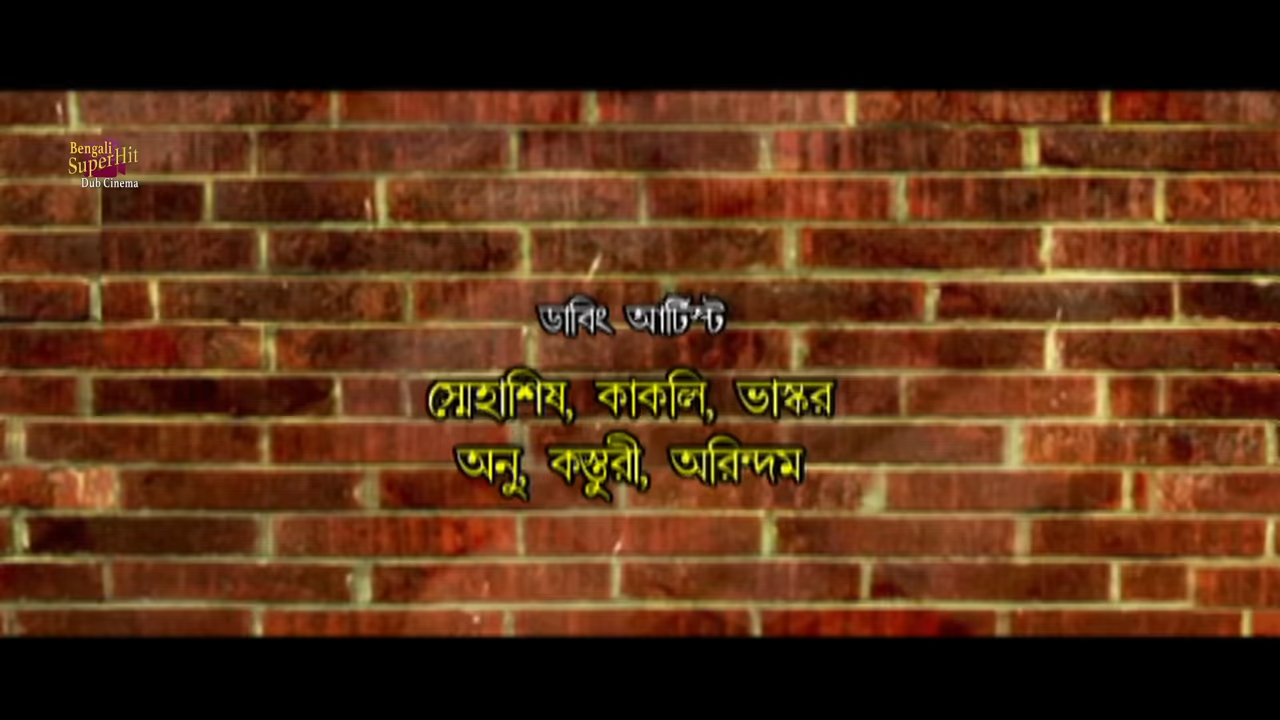 Bengali
SuperHit
Dub Cinema
ডাবিং আর্টিস্ট
স্মেহাশিষ, কাকলি, ভাস্কর
অনু, কস্তুরী, অরিন্দম